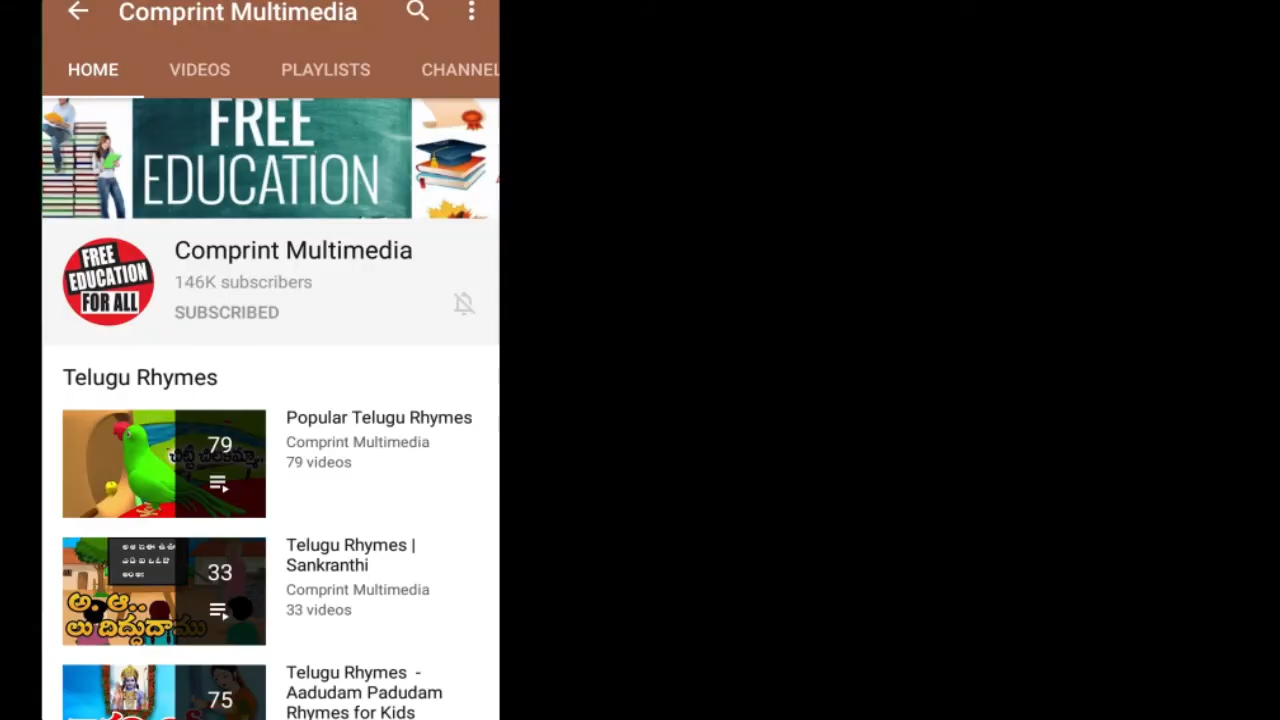 Comprint Multimedia
HOME VIDEOS PLAYLISTS CHANNEL
FREE
EDUCATION
FREE
EDUCATION
FOR ALL
Comprint Multimedia
146K subscribers
SUBSCRIBED
Telugu Rhymes
79
చిట్టి చిలకమ్మా..
Popular Telugu Rhymes
Comprint Multimedia
79 videos
33
అ. ఆ..
లు దిద్దుదాము
Telugu Rhymes |
Sankranthi
Comprint Multimedia
33 videos
75
Telugu Rhymes -
Aadudam Padudam
Rhymes for Kids